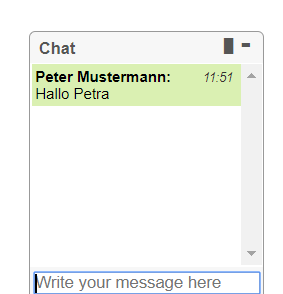 Chat
Peter Mustermann: 11:51
Hallo Petra
Write your message here